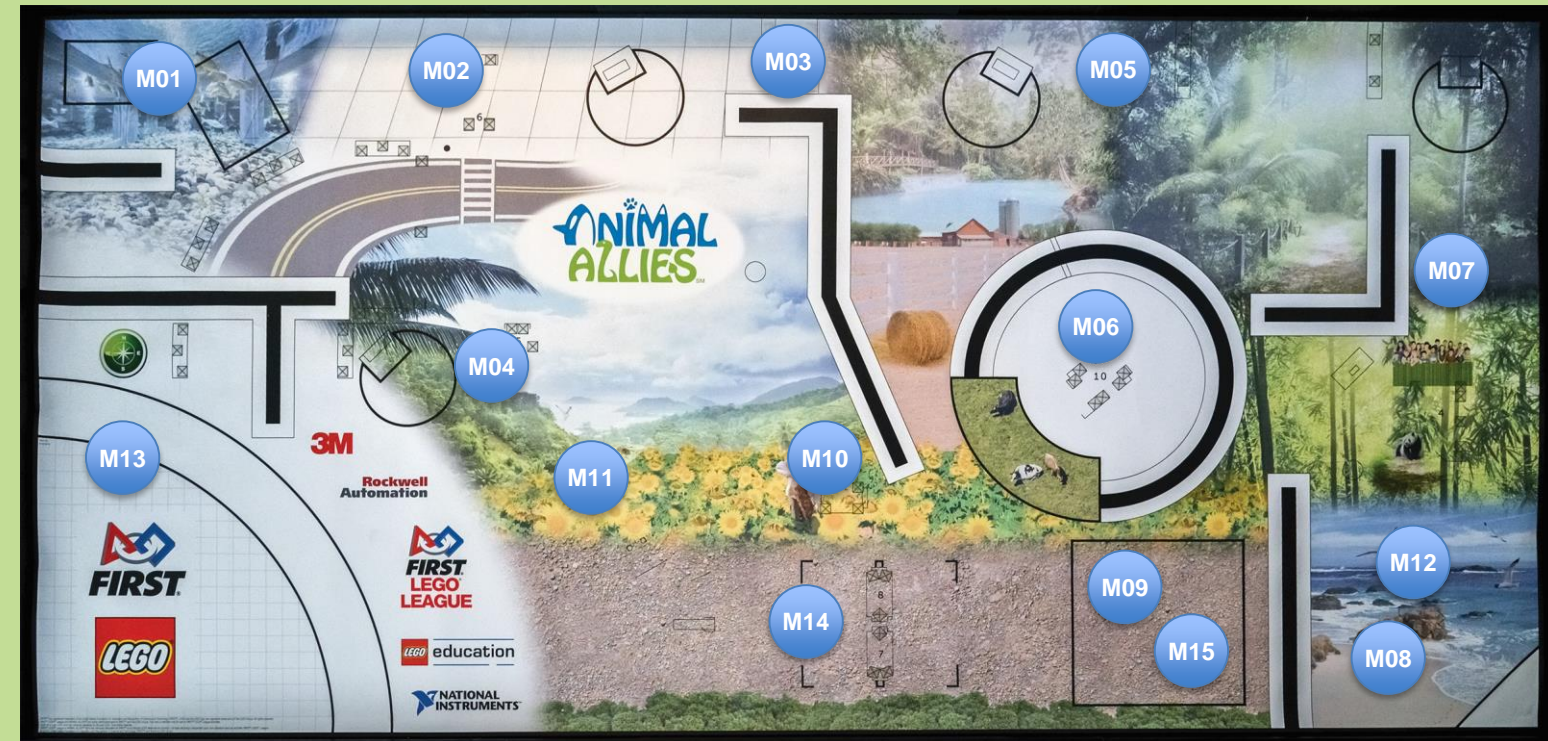 M01
M02
M03
M05
6
ANIMAL
ALLIES
SM
M07
M06
10
M04
M13
3M
Rockwell
Automation
M11
M10
FIRST
FIRST
LEGO
LEAGUE
M12
M09
8
M14
7
M15
M08
LEGO
LEGO education
NATIONAL
INSTRUMENTS